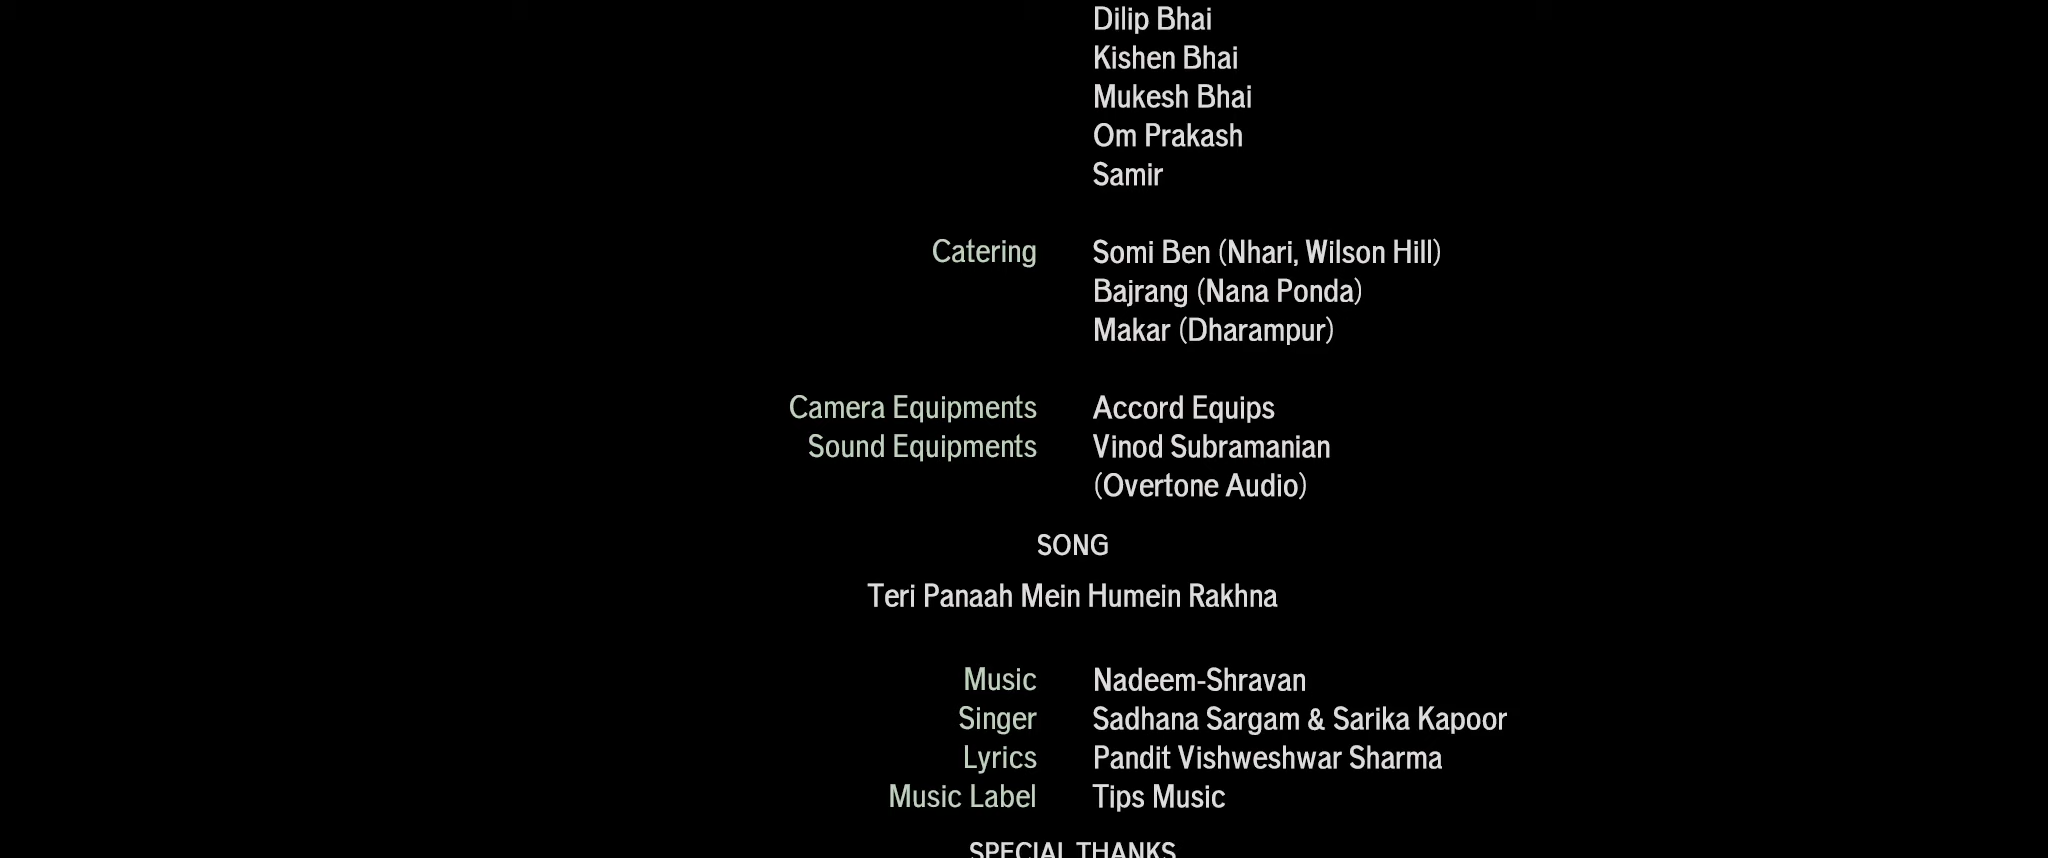 Dilip Bhai
Kishen Bhai
Mukesh Bhai
Om Prakash
Samir
Catering Somi Ben (Nhari, Wilson Hill)
Bajrang (Nana Ponda)
Makar (Dharampur)
Camera Equipments Accord Equips
Sound Equipments Vinod Subramanian
(Overtone Audio)
SONG
Teri Panaah Mein Humein Rakhna
Music Nadeem-Shravan
Singer Sadhana Sargam & Sarika Kapoor
Lyrics Pandit Vishweshwar Sharma
Music Label Tips Music
SPECIAL THANKS